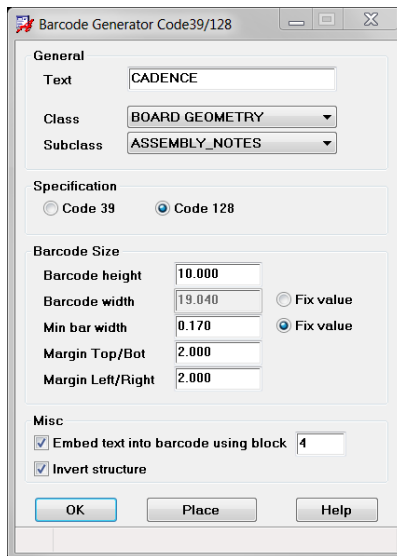 Barcode Generator Code39/128
General
Text CADENCE
Class BOARD GEOMETRY
Subclass ASSEMBLY_NOTES
Specification
Code 39 Code 128
Barcode Size
Barcode height 10.000
Barcode width 19.040 Fix value
Min bar width 0.170 Fix value
Margin Top/Bot 2.000
Margin Left/Right 2.000
Misc
Embed text into barcode using block 4
Invert structure
OK Place Help